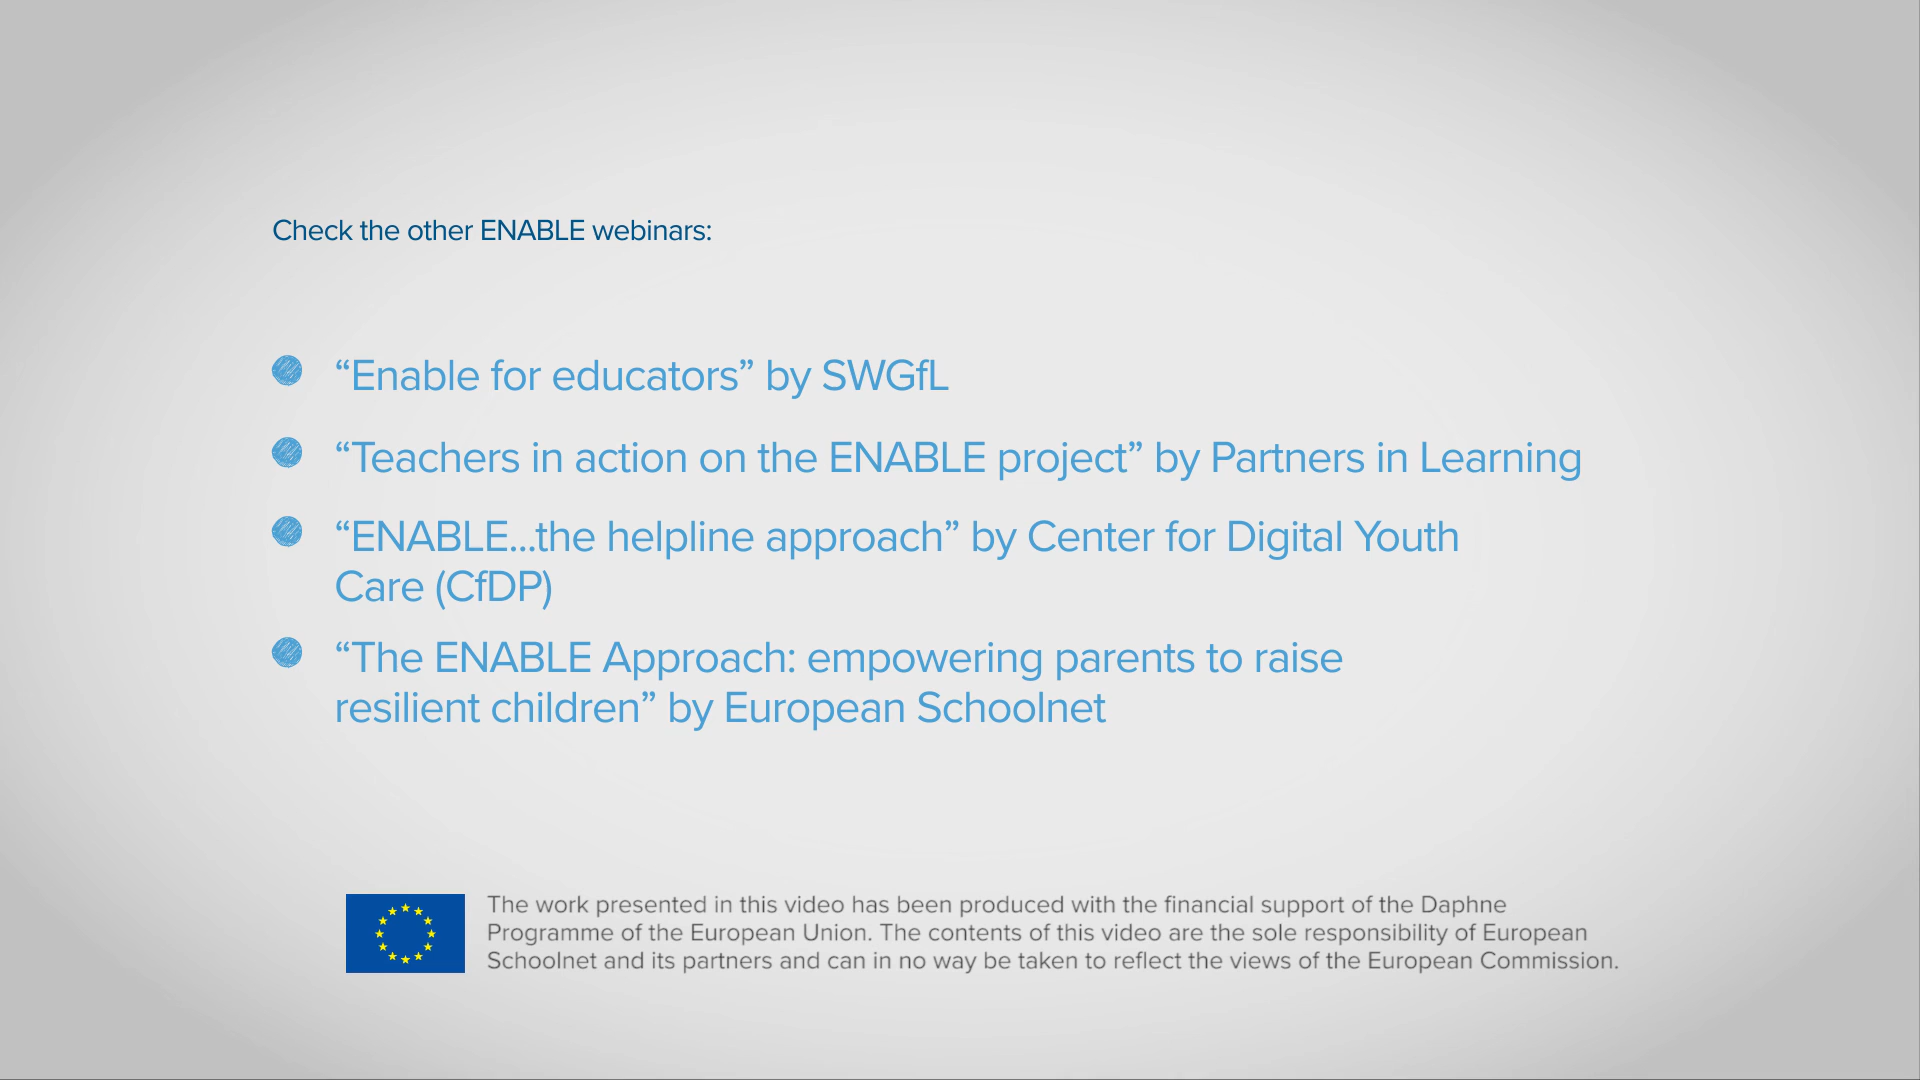 Check the other ENABLE webinars:
“Enable for educators” by SWGfL
“Teachers in action on the ENABLE project” by Partners in Learning
“ENABLE...the helpline approach” by Center for Digital Youth
Care (CfDP)
“The ENABLE Approach: empowering parents to raise
resilient children” by European Schoolnet
The work presented in this video has been produced with the financial support of the Daphne
Programme of the European Union. The contents of this video are the sole responsibility of European
Schoolnet and its partners and can in no way be taken to reflect the views of the European Commission.